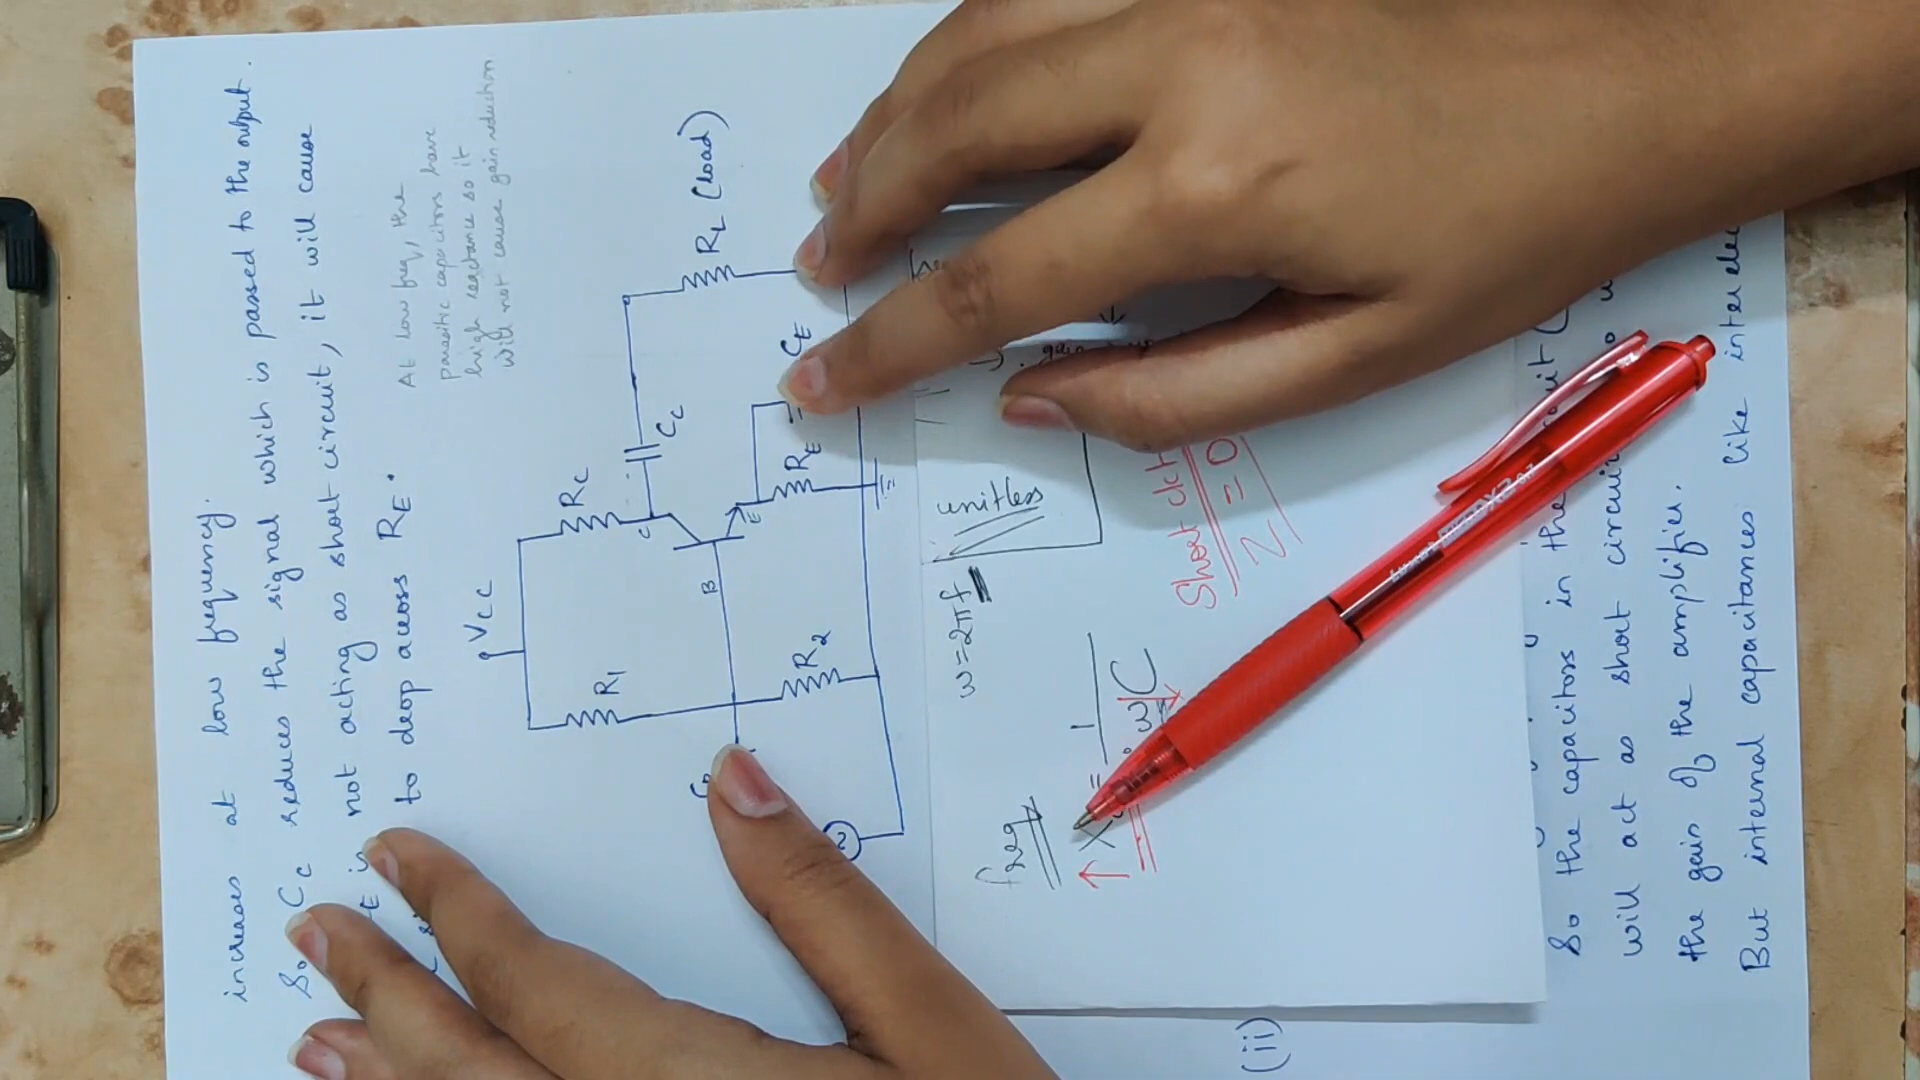 increases at low frequency.
So CC reduces the signal which is passed to the output.
not acting as short circuit, it will cause
to drop across RE.
At low freq, the
parasitic capacitors have
high reactance so it
will not cause gain reduction
VCC
R1
RC
C
CC
RL (load)
B
E
RE
CE
R2
unitless
ω=2πf
freq
1
ωC
Short ckt
Z = 0
(ii)
So the capacitors in the
will act as short
the gain of the amplifier.
But internal capacitances like